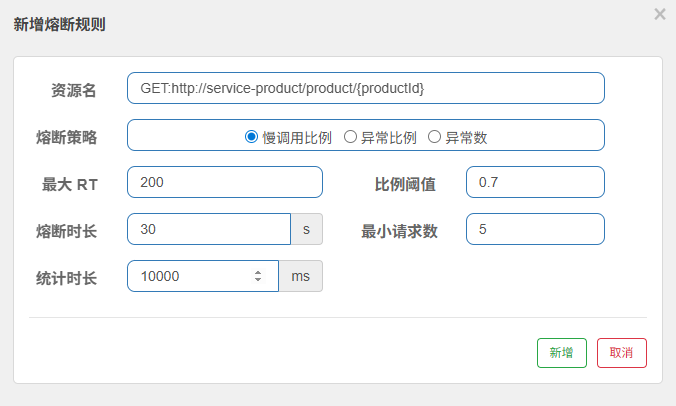 新增熔断规则
×
资源名 GET:http://service-product/product/{productId}
熔断策略 慢调用比例 异常比例 异常数
最大 RT 200 比例阈值 0.7
熔断时长 30 s 最小请求数 5
统计时长 10000 ms
新增 取消